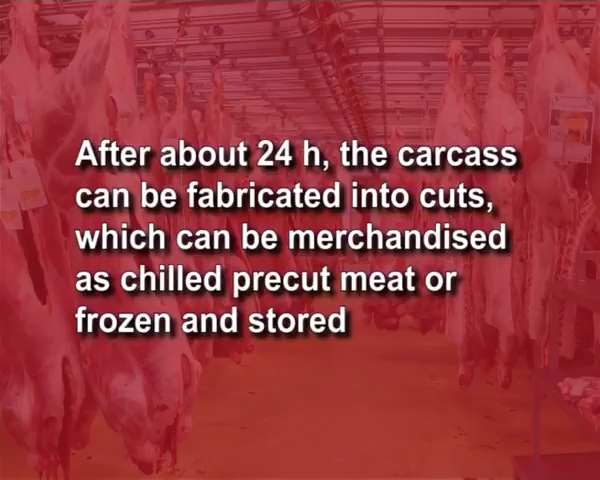 After about 24 h, the carcass
can be fabricated into cuts,
which can be merchandised
as chilled precut meat or
frozen and stored